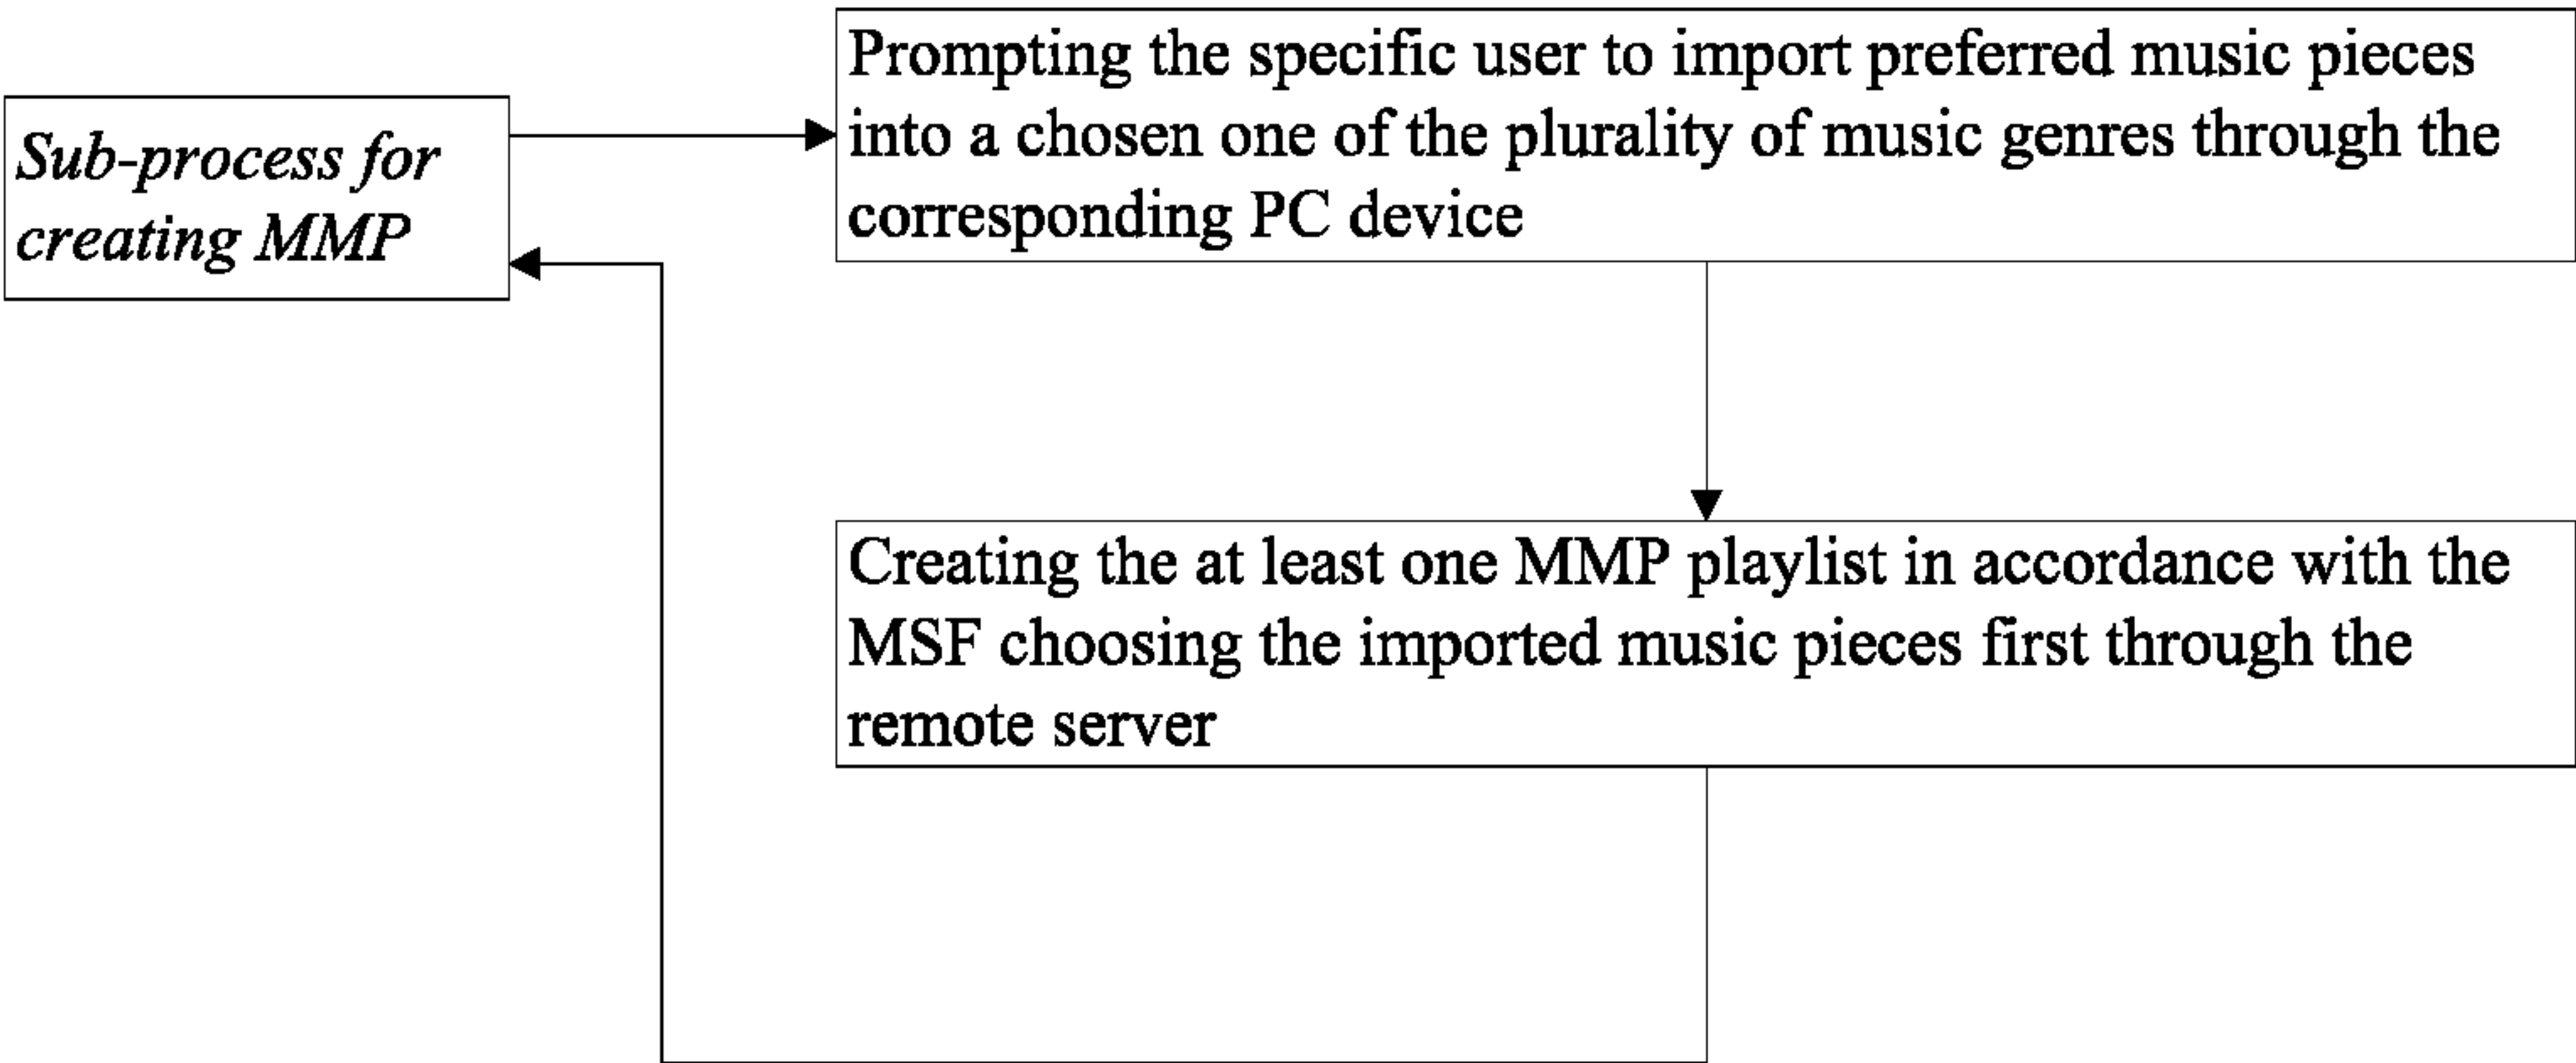 Sub-process for
creating MMP
Prompting the specific user to import preferred music pieces
into a chosen one of the plurality of music genres through the
corresponding PC device
Creating the at least one MMP playlist in accordance with the
MSF choosing the imported music pieces first through the
remote server